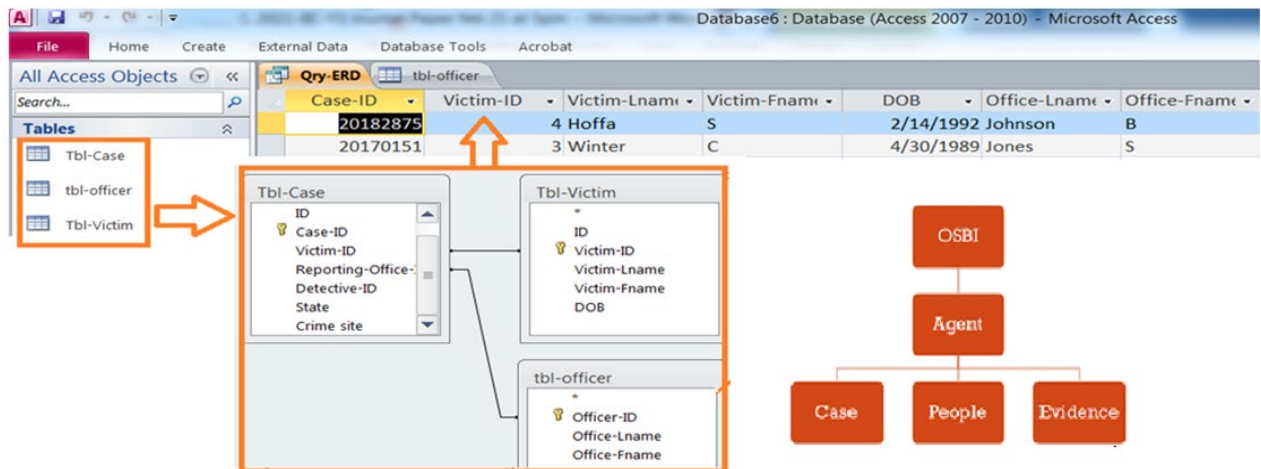 Database6 : Database (Access 2007 - 2010) - Microsoft Access
File Home Create External Data Database Tools Acrobat
All Access Objects «
Qry-ERD tbl-officer
Search...
Case-ID Victim-ID Victim-Lname Victim-Fname DOB Office-Lname Office-Fname
Tables
20182875 4 Hoffa S 2/14/1992 Johnson B
20170151 3 Winter C 4/30/1989 Jones S
Tbl-Case
tbl-officer
Tbl-Victim
Tbl-Case
ID
Case-ID
Victim-ID
Reporting-Office-
Detective-ID
State
Crime site
Tbl-Victim
*
ID
Victim-ID
Victim-Lname
Victim-Fname
DOB
tbl-officer
*
Officer-ID
Office-Lname
Office-Fname
OSBI
Agent
Case People Evidence